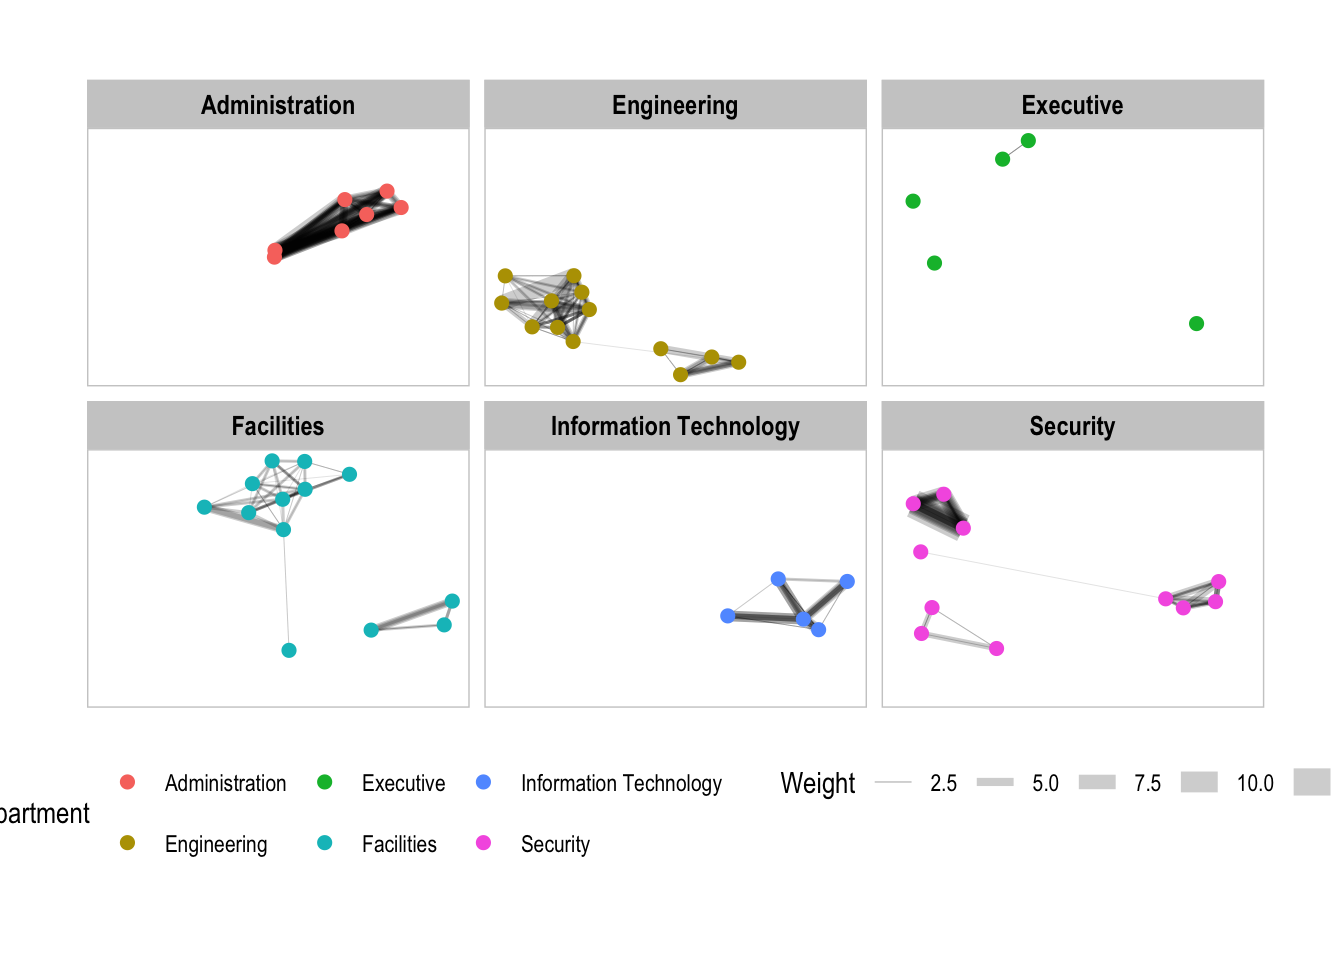 Administration
Engineering
Executive
Facilities
Information Technology
Security
Administration
Executive
Information Technology
Engineering
Facilities
Security
partment
Weight
2.5
5.0
7.5
10.0